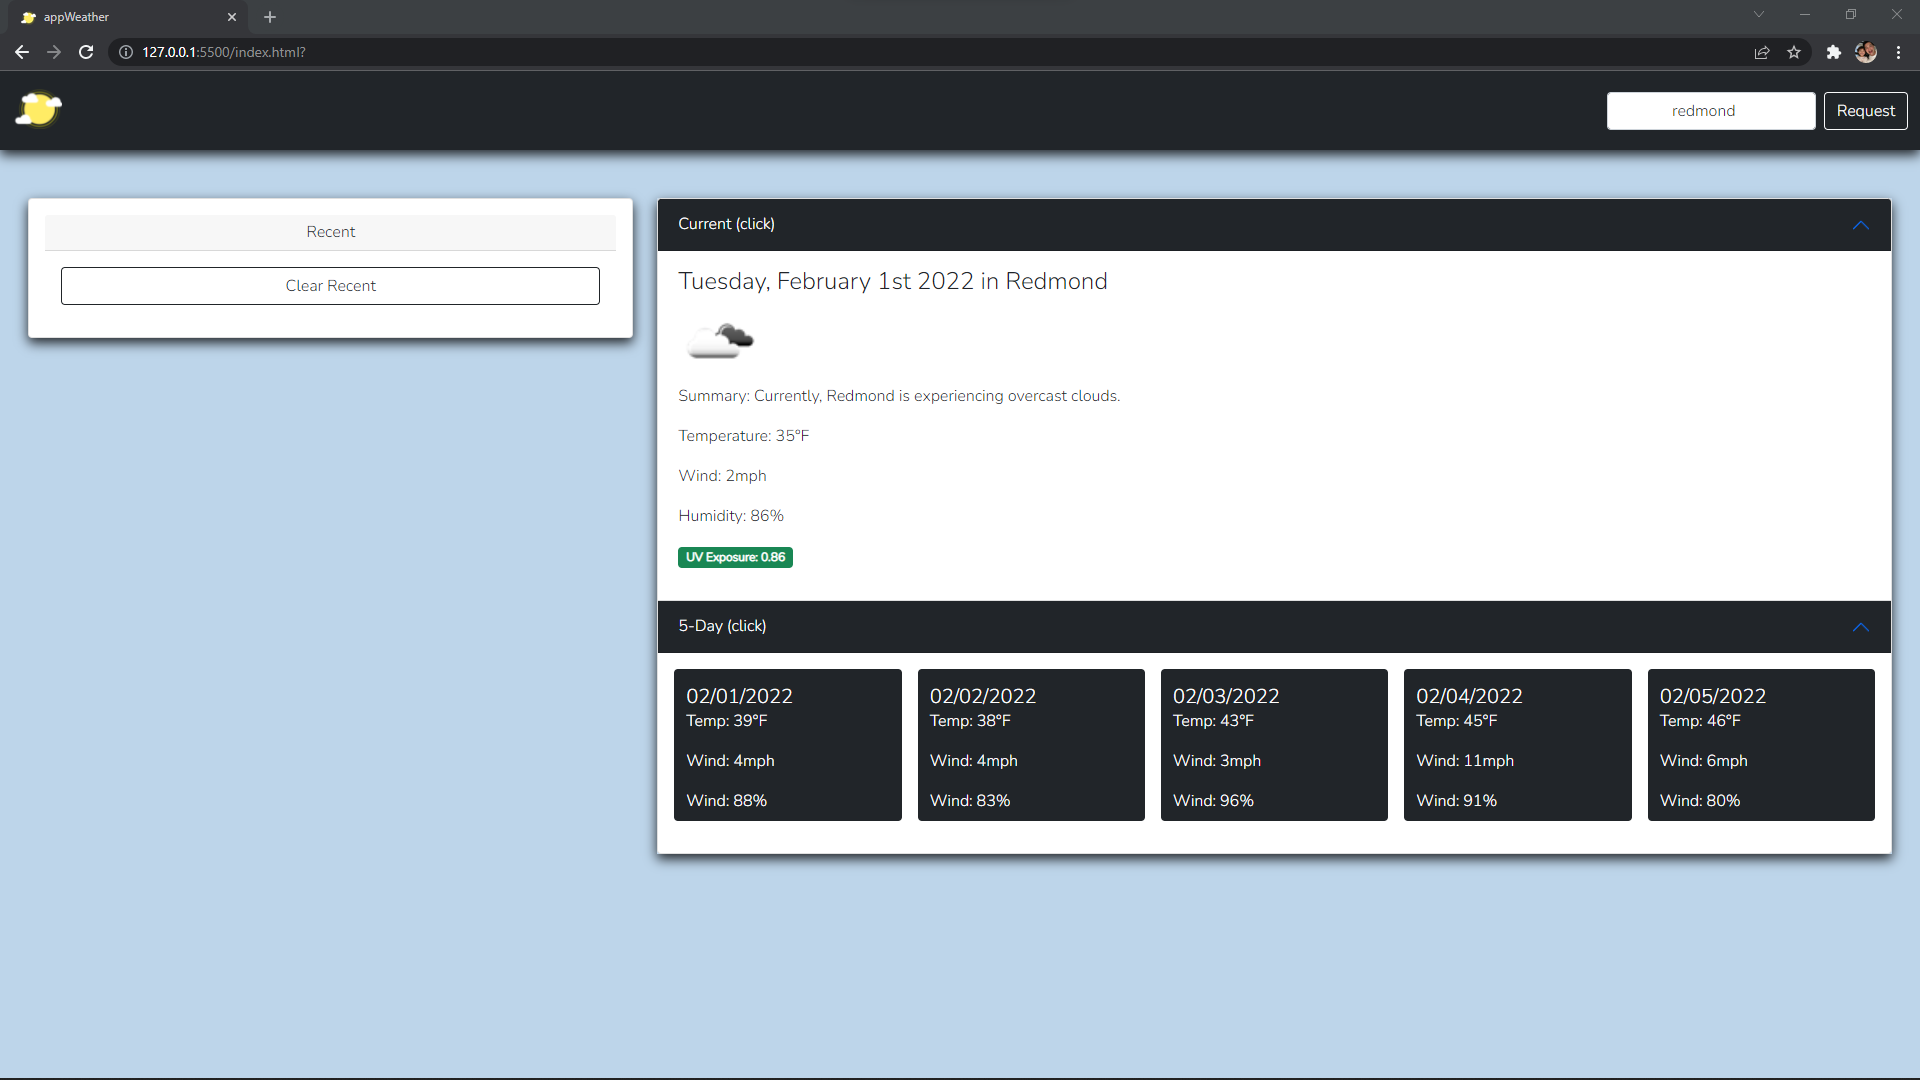 appWeather
127.0.0.1:5500/index.html?
redmond
Request
Recent
Clear Recent
Current (click)
Tuesday, February 1st 2022 in Redmond
Summary: Currently, Redmond is experiencing overcast clouds.
Temperature: 35°F
Wind: 2mph
Humidity: 86%
UV Exposure: 0.86
5-Day (click)
02/01/2022
Temp: 39°F
Wind: 4mph
Wind: 88%
02/02/2022
Temp: 38°F
Wind: 4mph
Wind: 83%
02/03/2022
Temp: 43°F
Wind: 3mph
Wind: 96%
02/04/2022
Temp: 45°F
Wind: 11mph
Wind: 91%
02/05/2022
Temp: 46°F
Wind: 6mph
Wind: 80%